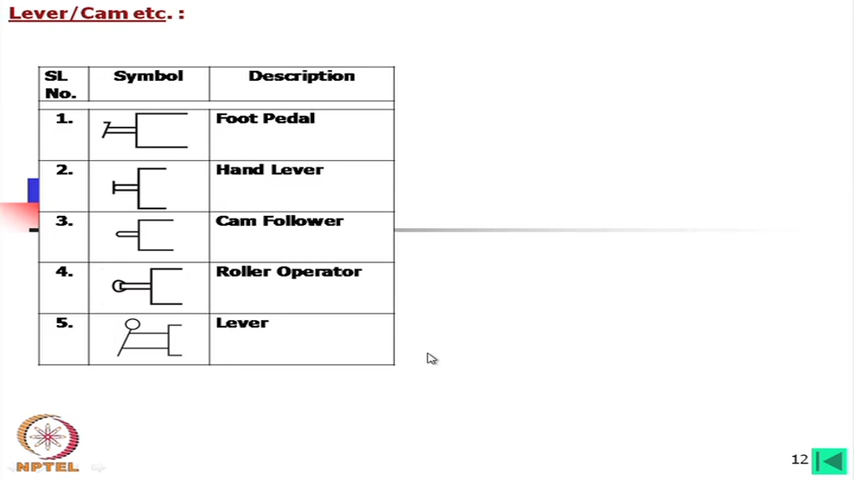 Lever/Cam etc. :
SL No. Symbol Description
1. Foot Pedal
2. Hand Lever
3. Cam Follower
4. Roller Operator
5. Lever
NPTEL
12